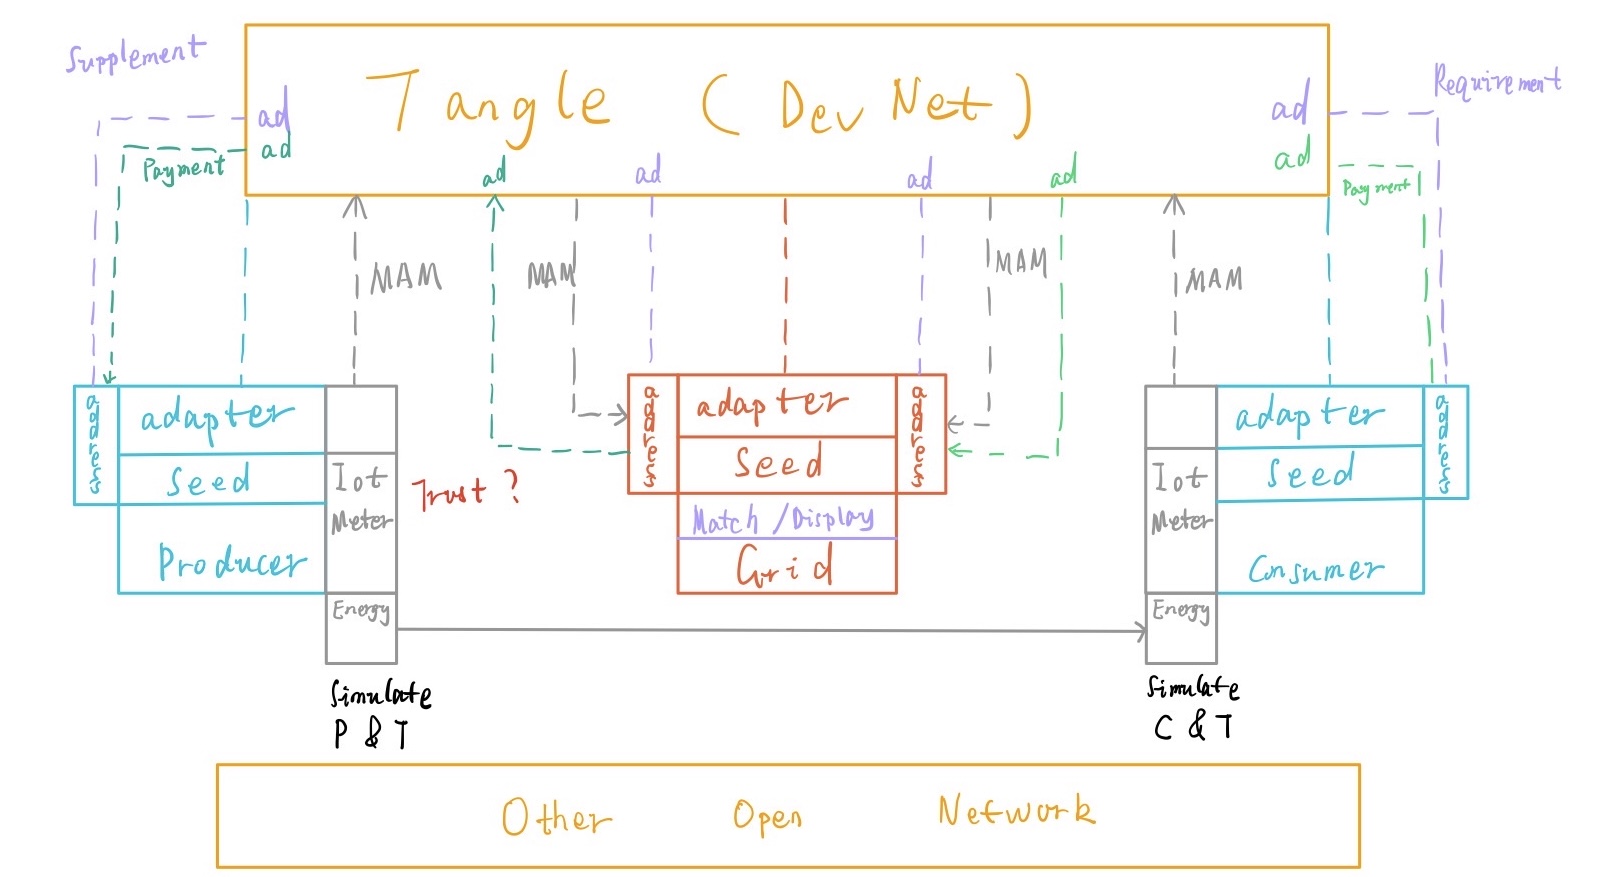 Supplement
Tangle (DevNet)
Requirement
ad
ad
ad
ad
Payment
Payment
ad
ad
ad
ad
MAM
MAM
MAM
MAM
address
adapter
Seed
Producer
Iot
Meter
Energy
Trust ?
address
adapter
Seed
Match / Display
Grid
address
Iot
Meter
Energy
adapter
Seed
Consumer
address
Simulate
P & T
Simulate
C & T
Other Open Network